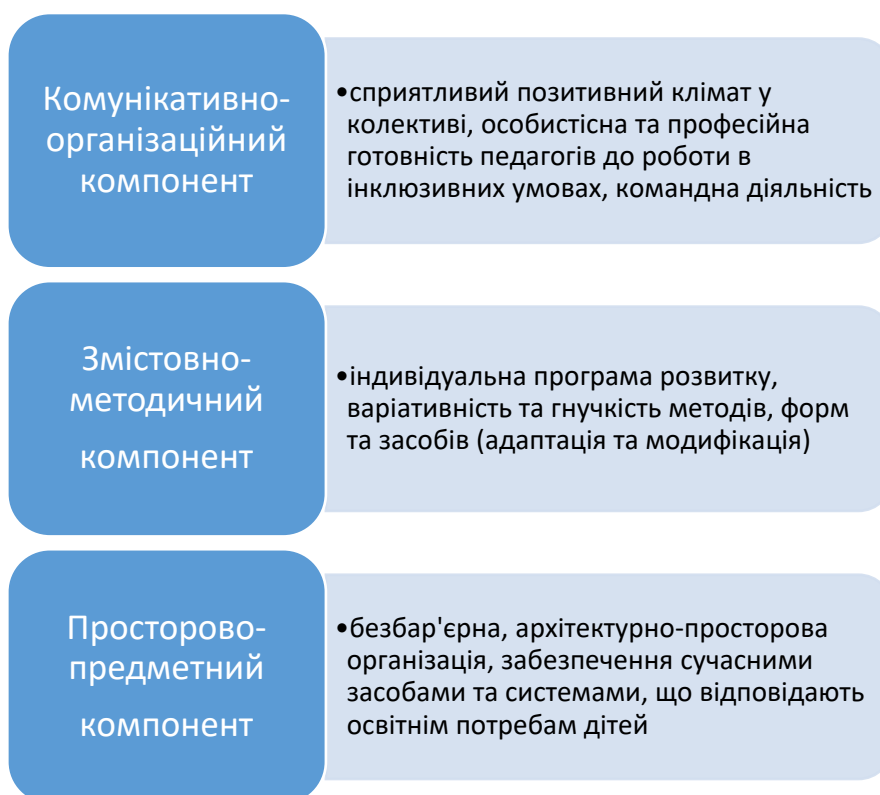 Комунікативно-
організаційний
компонент
•сприятливий позитивний клімат у
колективі, особистісна та професійна
готовність педагогів до роботи в
інклюзивних умовах, командна діяльність
Змістовно-
методичний
компонент
•індивідуальна програма розвитку,
варіативність та гнучкість методів, форм
та засобів (адаптація та модифікація)
Просторово-
предметний
компонент
•безбар'єрна, архітектурно-просторова
організація, забезпечення сучасними
засобами та системами, що відповідають
освітнім потребам дітей